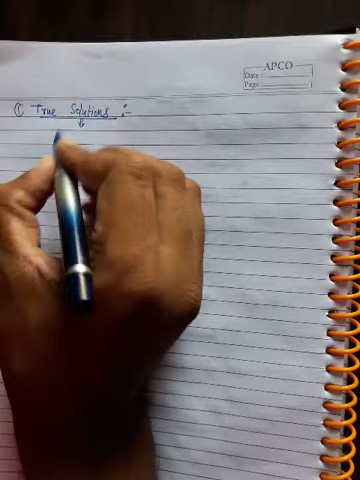 APCO
Date :
Page :
① True Solutions :-